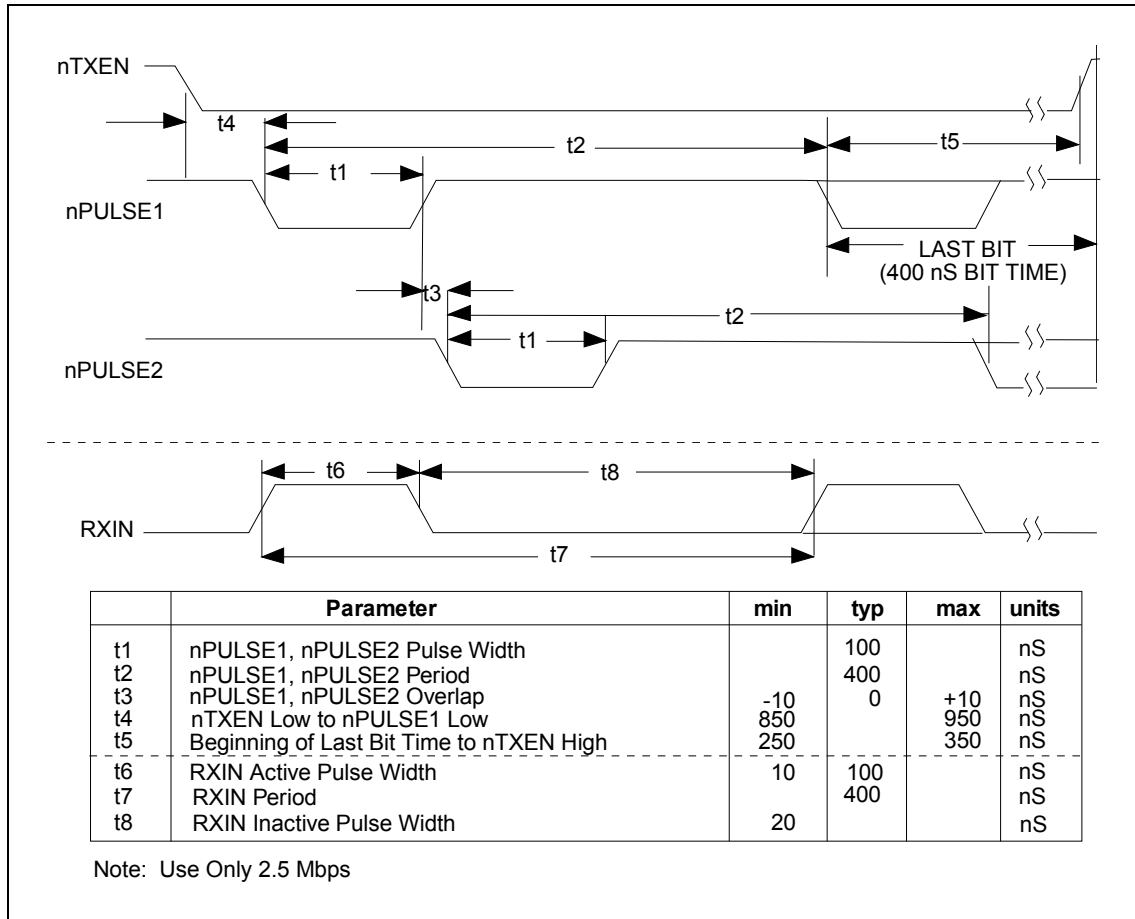 nTXEN
t4
t2
t5
t1
nPULSE1
LAST BIT
(400 nS BIT TIME)
t3
t2
t1
nPULSE2
t6
t8
RXIN
t7
Parameter min typ max units
t1 nPULSE1, nPULSE2 Pulse Width 100 nS
t2 nPULSE1, nPULSE2 Period 400 nS
t3 nPULSE1, nPULSE2 Overlap -10 0 +10 nS
t4 nTXEN Low to nPULSE1 Low 850 950 nS
t5 Beginning of Last Bit Time to nTXEN High 250 350 nS
t6 RXIN Active Pulse Width 10 100 nS
t7 RXIN Period 400 nS
t8 RXIN Inactive Pulse Width 20 nS
Note: Use Only 2.5 Mbps